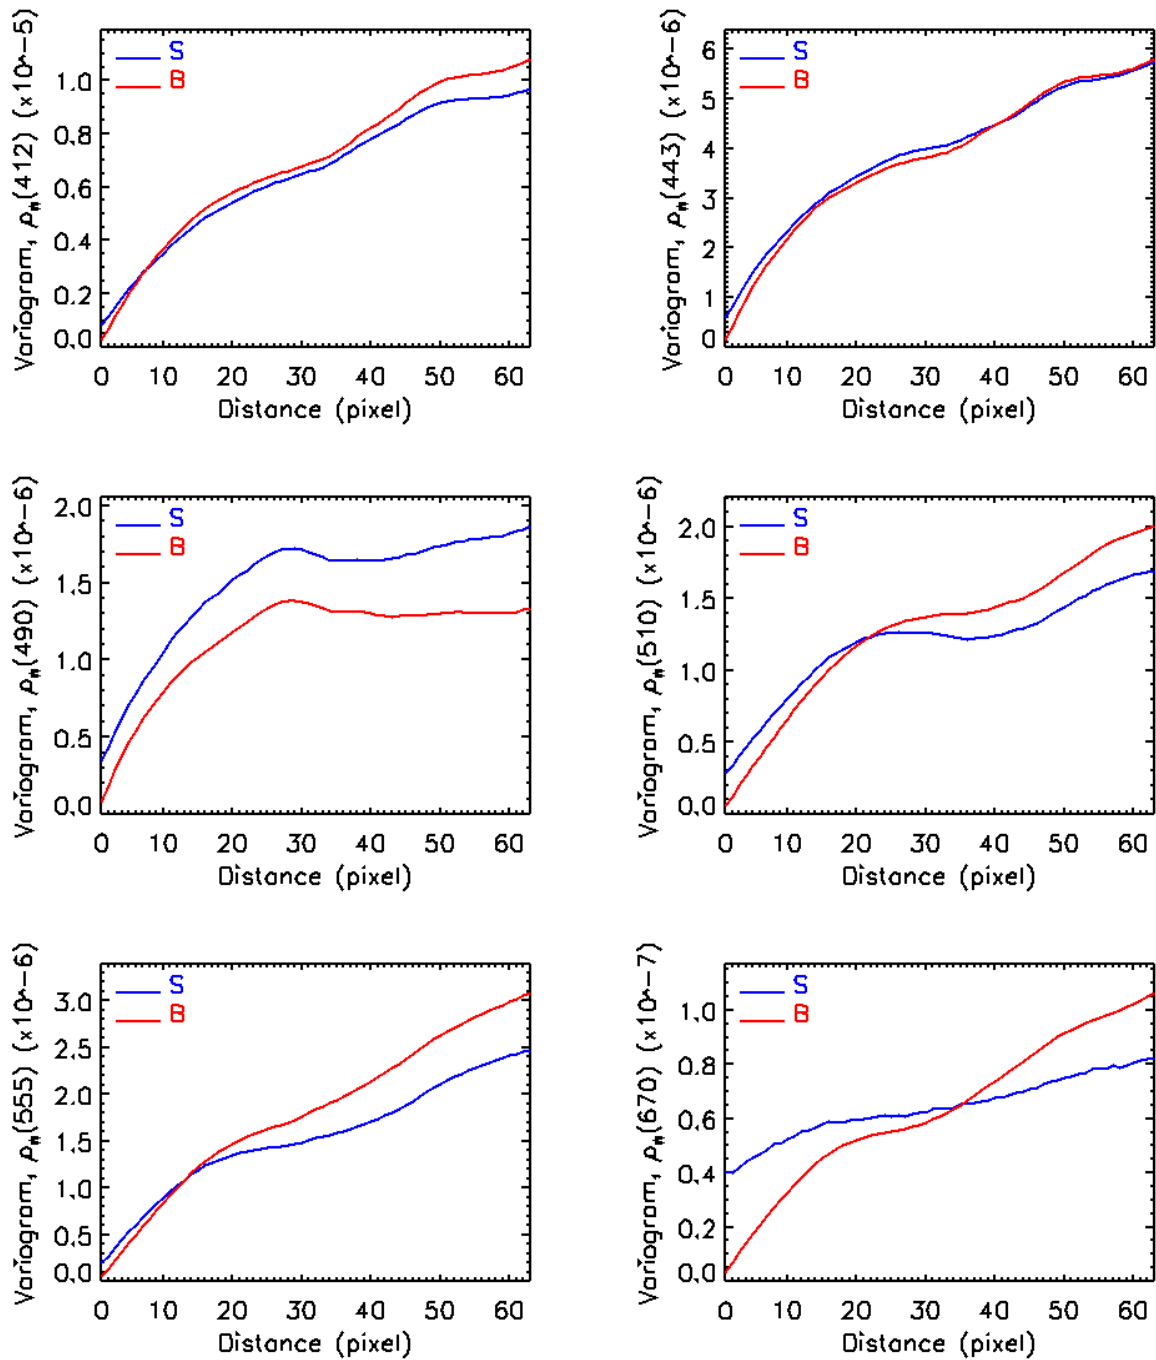 Variogram, ρw(412) (x10^-5)
S
B
1.0
0.8
0.6
0.4
0.2
0.0
0 10 20 30 40 50 60
Distance (pixel)
Variogram, ρw(443) (x10^-6)
S
B
6
5
4
3
2
1
0
0 10 20 30 40 50 60
Distance (pixel)
Variogram, ρw(490) (x10^-6)
S
B
2.0
1.5
1.0
0.5
0.0
0 10 20 30 40 50 60
Distance (pixel)
Variogram, ρw(510) (x10^-6)
S
B
2.0
1.5
1.0
0.5
0.0
0 10 20 30 40 50 60
Distance (pixel)
Variogram, ρw(555) (x10^-6)
S
B
3.0
2.5
2.0
1.5
1.0
0.5
0.0
0 10 20 30 40 50 60
Distance (pixel)
Variogram, ρw(670) (x10^-7)
S
B
1.0
0.8
0.6
0.4
0.2
0.0
0 10 20 30 40 50 60
Distance (pixel)